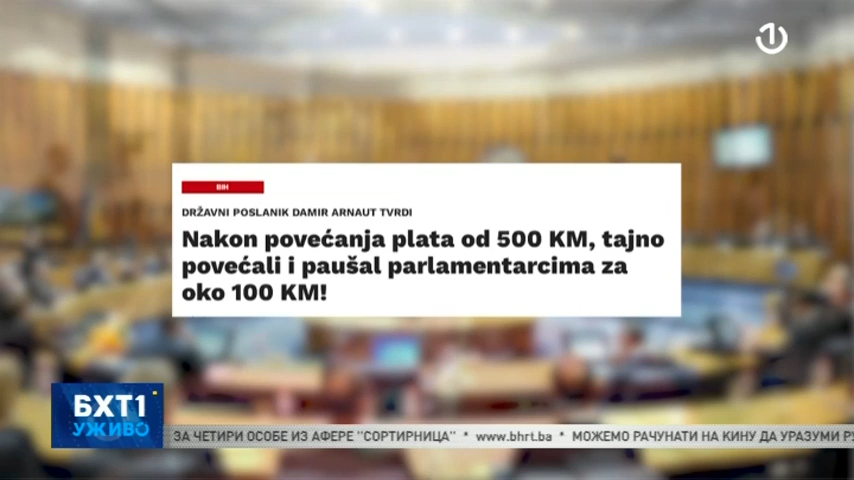 BIH
DRŽAVNI POSLANIK DAMIR ARNAUT TVRDI
Nakon povećanja plata od 500 KM, tajno
povećali i paušal parlamentarcima za
oko 100 KM!
БХТ1
УЖИВО
ЗА ЧЕТИРИ ОСОБЕ ИЗ АФЕРЕ "СОРТИРНИЦА" * www.bhrt.ba * МОЖЕМО РАЧУНАТИ НА КИНУ ДА УРАЗУМИ РУ